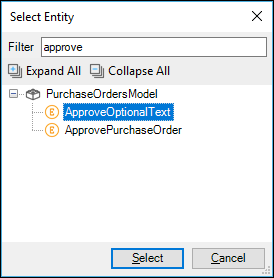 Select Entity
Filter approve
Expand All Collapse All
PurchaseOrdersModel
E ApproveOptionalText
E ApprovePurchaseOrder
Select Cancel